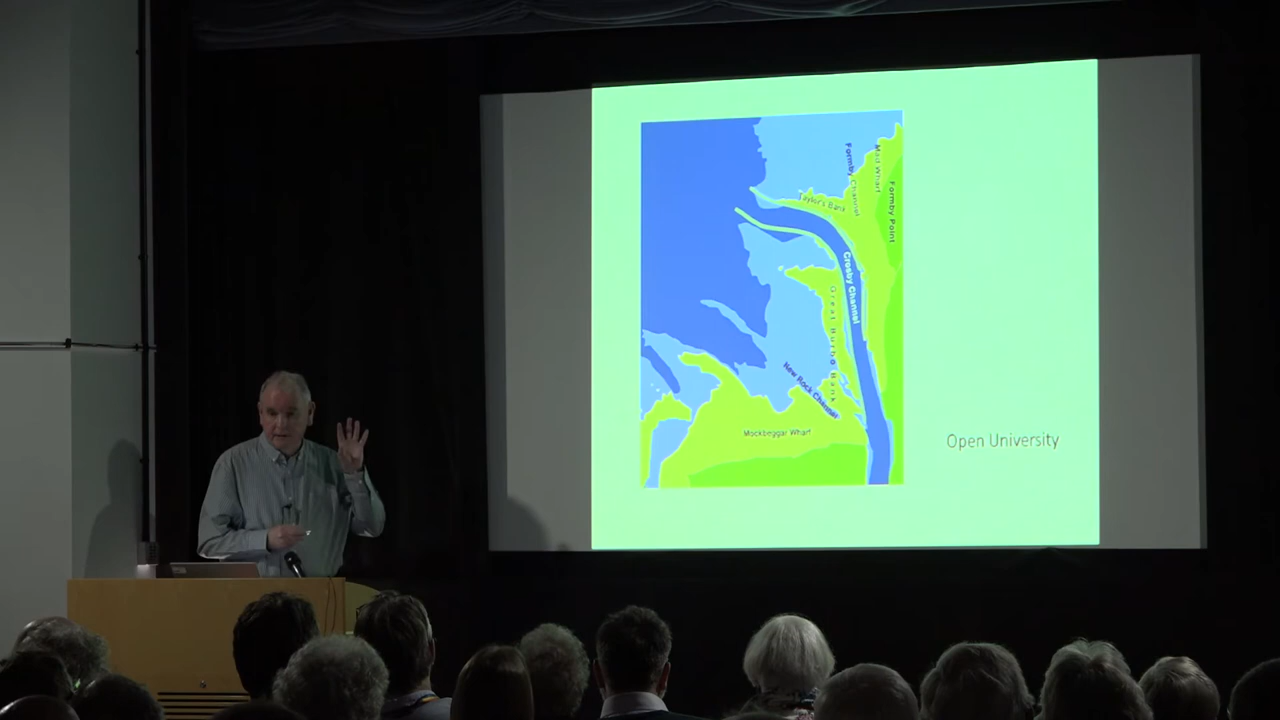 Formby Channel
Mad Wharf
Formby Point
Taylor's Bank
Crosby Channel
Great Burbo Bank
New Rock Channel
Mockbeggar Wharf
Open University